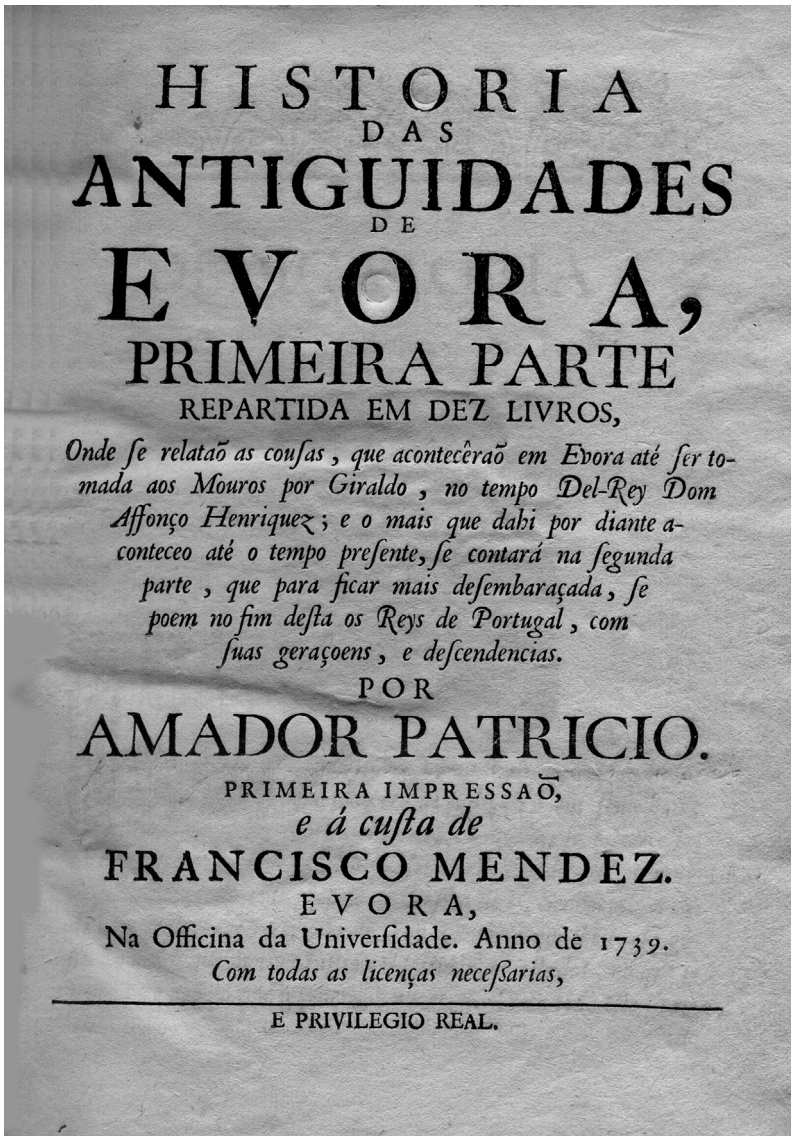 HISTORIA
DAS
ANTIGUIDADES
DE
EVORA,
PRIMEIRA PARTE
REPARTIDA EM DEZ LIVROS,
Onde ſe relataõ as couſas, que acontecêraõ em Evora até ſer to-
mada aos Mouros por Giraldo, no tempo Del-Rey Dom
Affonço Henriquez; e o mais que dahi por diante a-
conteceo até o tempo preſente, ſe contará na ſegunda
parte, que para ficar mais deſembaraçada, ſe
poem no fim deſta os Reys de Portugal, com
ſuas geraçoens, e deſcendencias.
POR
AMADOR PATRICIO.
PRIMEIRA IMPRESSAÕ,
e á cuſta de
FRANCISCO MENDEZ.
EVORA,
Na Officina da Univerſidade. Anno de 1739.
Com todas as licenças neceſſarias,
E PRIVILEGIO REAL.